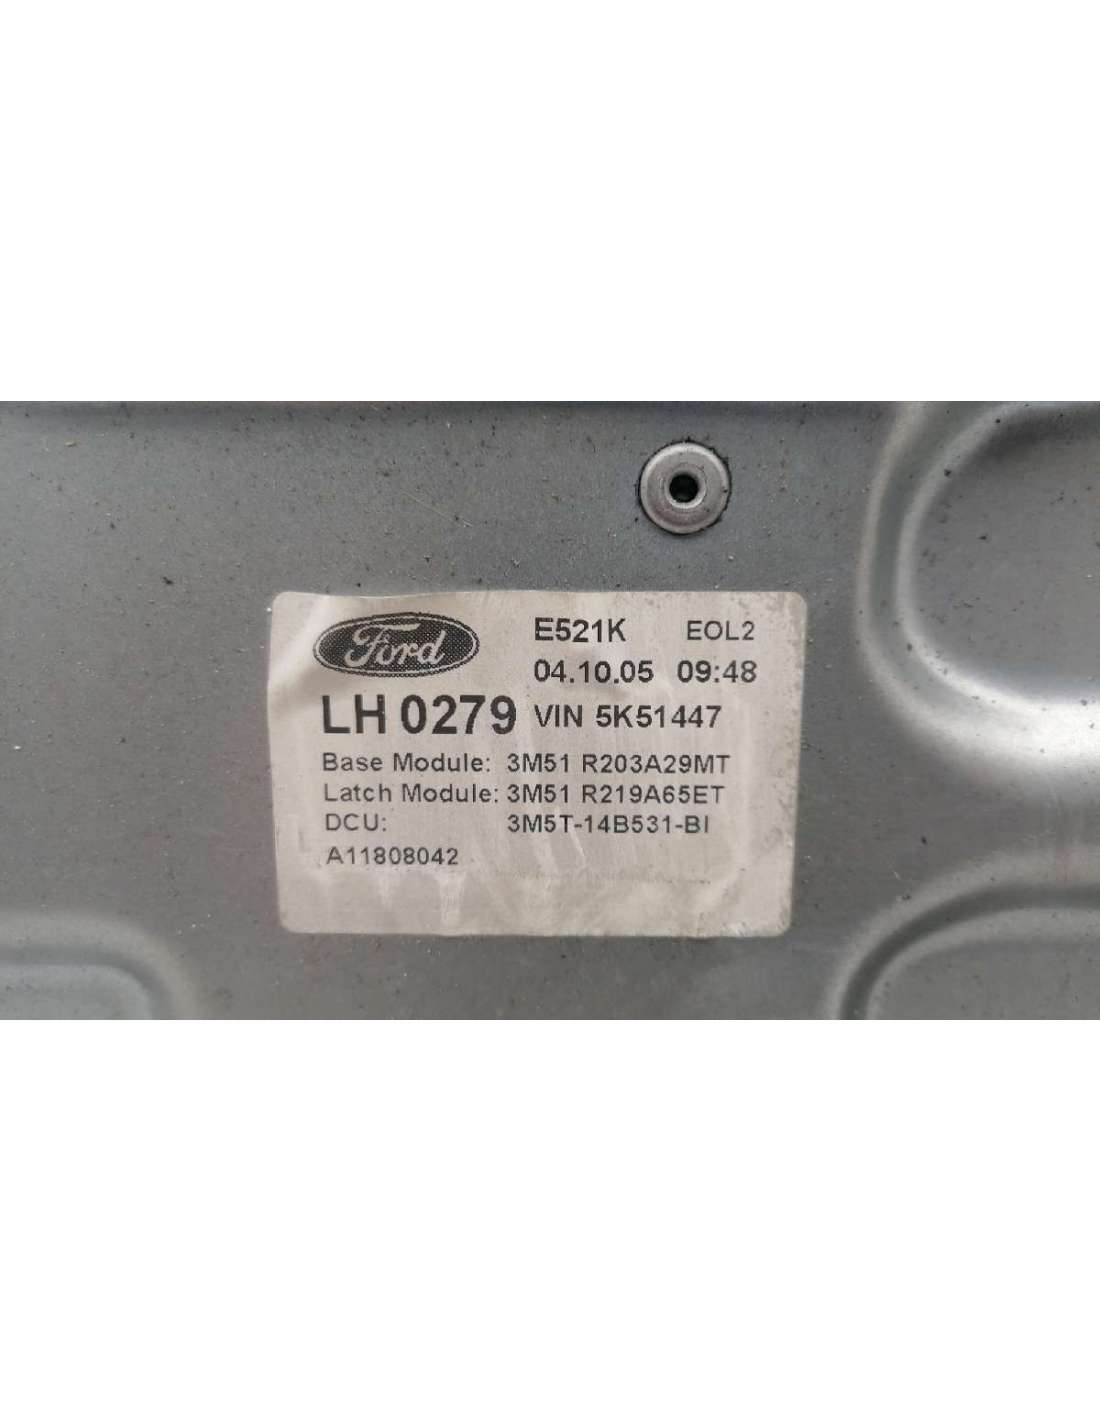 Ford E521K EOL2
04.10.05 09:48
LH 0279 VIN 5K51447
Base Module: 3M51 R203A29MT
Latch Module: 3M51 R219A65ET
DCU: 3M5T-14B531-BI
A11808042